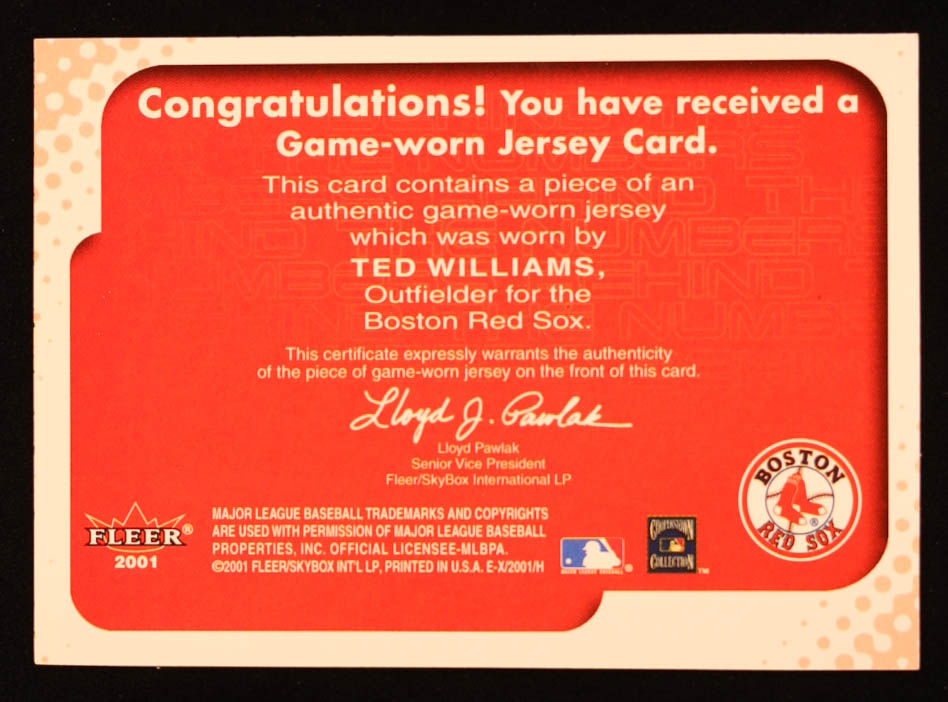 Congratulations! You have received a
Game-worn Jersey Card.
This card contains a piece of an
authentic game-worn jersey
which was worn by
TED WILLIAMS,
Outfielder for the
Boston Red Sox.
This certificate expressly warrants the authenticity
of the piece of game-worn jersey on the front of this card.
Lloyd J. Pawlak
Lloyd Pawlak
Senior Vice President
Fleer/SkyBox International LP
FLEER®
2001
MAJOR LEAGUE BASEBALL TRADEMARKS AND COPYRIGHTS
ARE USED WITH PERMISSION OF MAJOR LEAGUE BASEBALL
PROPERTIES, INC. OFFICIAL LICENSEE-MLBPA.
©2001 FLEER/SKYBOX INT'L LP, PRINTED IN U.S.A. E-X/2001/H
MAJOR LEAGUE BASEBALL ®
COOPERSTOWN
COLLECTION
TM
BOSTON
RED SOX
®